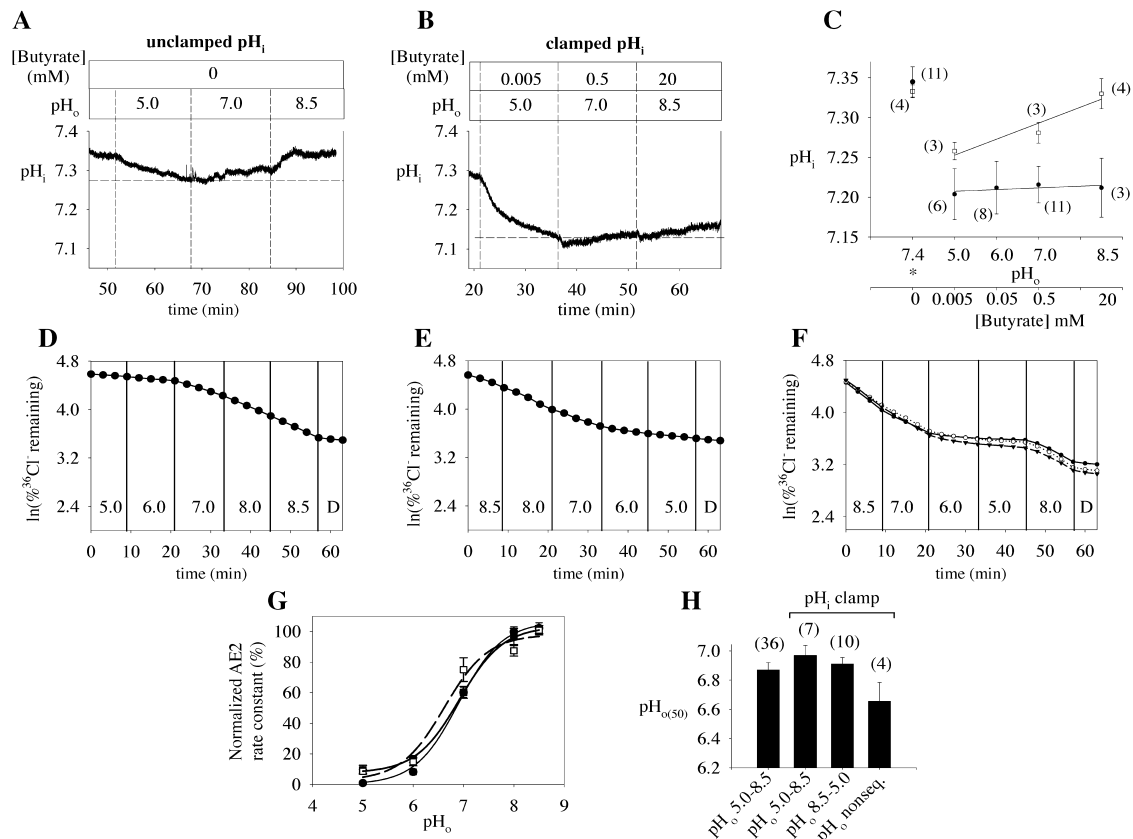 A
unclamped pHi
[Butyrate] (mM)
0
pHo
5.0 7.0 8.5
7.4
7.3
7.2
7.1
pHi
50 60 70 80 90 100
time (min)
B
clamped pHi
[Butyrate] (mM)
0.005 0.5 20
pHo
5.0 7.0 8.5
7.4
7.3
7.2
7.1
pHi
20 30 40 50 60
time (min)
C
7.35
7.30
7.25
7.20
7.15
pHi
(11)
(4)
(3)
(3)
(4)
(6)
(8)
(11)
(3)
7.4 5.0 6.0 7.0 8.5
*
pHo
0 0.005 0.05 0.5 20
[Butyrate] mM
D
ln(%36Cl- remaining)
4.8
4.0
3.2
2.4
5.0 6.0 7.0 8.0 8.5 D
0 10 20 30 40 50 60
time (min)
E
ln(%36Cl- remaining)
4.8
4.0
3.2
2.4
8.5 8.0 7.0 6.0 5.0 D
0 10 20 30 40 50 60
time (min)
F
ln(%36Cl- remaining)
4.8
4.0
3.2
2.4
8.5 7.0 6.0 5.0 8.0 D
0 10 20 30 40 50 60
time (min)
G
Normalized AE2
rate constant (%)
100
80
60
40
20
0
4 5 6 7 8 9
pHo
H
pHi clamp
(36) (7) (10) (4)
7.0
6.8
6.6
6.4
6.2
pHo(50)
pHo 5.0-8.5
pHo 5.0-8.5
pHo 8.5-5.0
pHo nonseq.